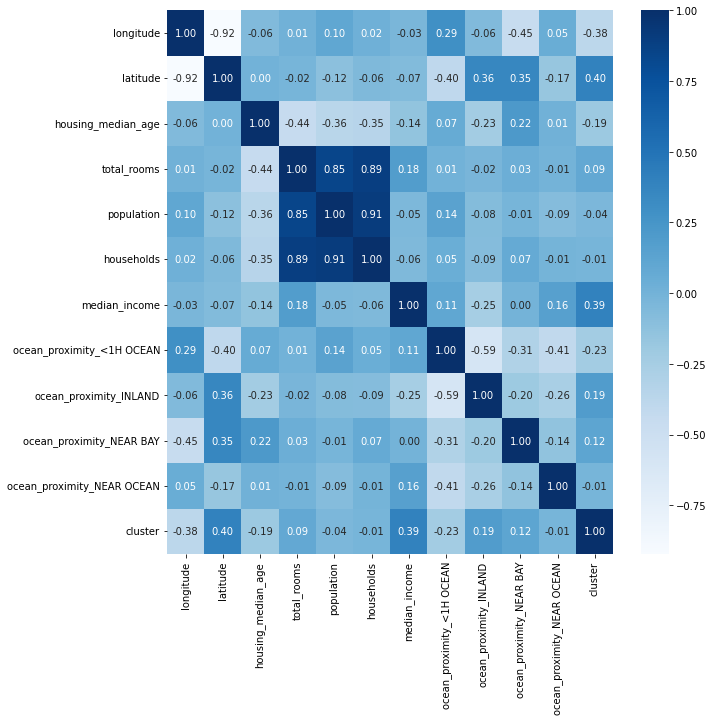 longitude 1.00 -0.92 -0.06 0.01 0.10 0.02 -0.03 0.29 -0.06 -0.45 0.05 -0.38
latitude -0.92 1.00 0.00 -0.02 -0.12 -0.06 -0.07 -0.40 0.36 0.35 -0.17 0.40
housing_median_age -0.06 0.00 1.00 -0.44 -0.36 -0.35 -0.14 0.07 -0.23 0.22 0.01 -0.19
total_rooms 0.01 -0.02 -0.44 1.00 0.85 0.89 0.18 0.01 -0.02 0.03 -0.01 0.09
population 0.10 -0.12 -0.36 0.85 1.00 0.91 -0.05 0.14 -0.08 -0.01 -0.09 -0.04
households 0.02 -0.06 -0.35 0.89 0.91 1.00 -0.06 0.05 -0.09 0.07 -0.01 -0.01
median_income -0.03 -0.07 -0.14 0.18 -0.05 -0.06 1.00 0.11 -0.25 0.00 0.16 0.39
ocean_proximity_<1H OCEAN 0.29 -0.40 0.07 0.01 0.14 0.05 0.11 1.00 -0.59 -0.31 -0.41 -0.23
ocean_proximity_INLAND -0.06 0.36 -0.23 -0.02 -0.08 -0.09 -0.25 -0.59 1.00 -0.20 -0.26 0.19
ocean_proximity_NEAR BAY -0.45 0.35 0.22 0.03 -0.01 0.07 0.00 -0.31 -0.20 1.00 -0.14 0.12
ocean_proximity_NEAR OCEAN 0.05 -0.17 0.01 -0.01 -0.09 -0.01 0.16 -0.41 -0.26 -0.14 1.00 -0.01
cluster -0.38 0.40 -0.19 0.09 -0.04 -0.01 0.39 -0.23 0.19 0.12 -0.01 1.00
longitude
latitude
housing_median_age
total_rooms
population
households
median_income
ocean_proximity_<1H OCEAN
ocean_proximity_INLAND
ocean_proximity_NEAR BAY
ocean_proximity_NEAR OCEAN
cluster
1.00
0.75
0.50
0.25
0.00
−0.25
−0.50
−0.75